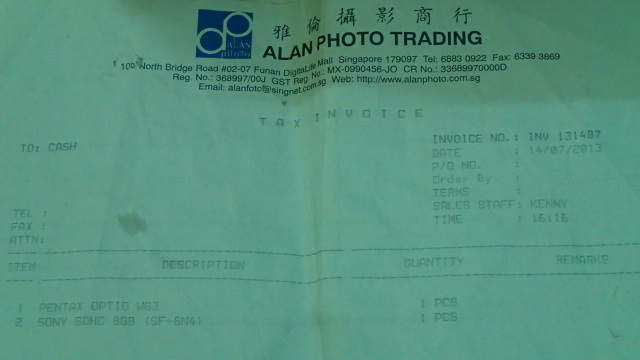 雅倫攝影商行
ALAN PHOTO
ALAN PHOTO TRADING
109 North Bridge Road #02-07 Funan DigitaLife Mall Singapore 179097 Tel: 6883 0922 Fax: 6339 3869
Reg. No.: 368997/00J GST Reg. No.: MX-0990456-JO CR No.: 33689970000D
Email: alanfoto@singnet.com.sg Web: http://www.alanphoto.com.sg
TAX INVOICE
TO: CASH
INVOICE NO.: INV 131487
DATE : 14/07/2013
P/O NO. :
Order By :
TERMS :
SALES STAFF: KENNY
TIME : 16:16
TEL :
FAX :
ATTN:
ITEM DESCRIPTION QUANTITY REMARKS
1 PENTAX OPTIO WG3 1 PCS
2 SONY SDHC 8GB (SF-8N4) 1 PCS